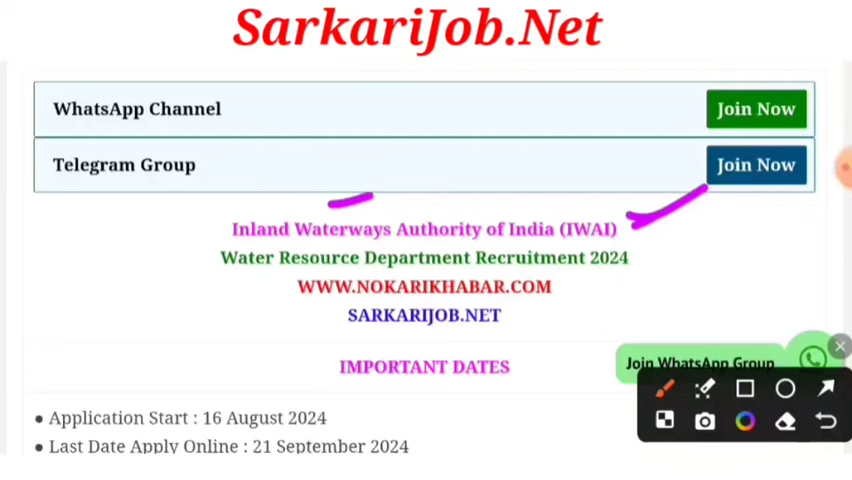 SarkariJob.Net
WhatsApp Channel Join Now
Telegram Group Join Now
Inland Waterways Authority of India (IWAI)
Water Resource Department Recruitment 2024
WWW.NOKARIKHABAR.COM
SARKARIJOB.NET
Join WhatsApp Group
IMPORTANT DATES
● Application Start : 16 August 2024
● Last Date Apply Online : 21 September 2024